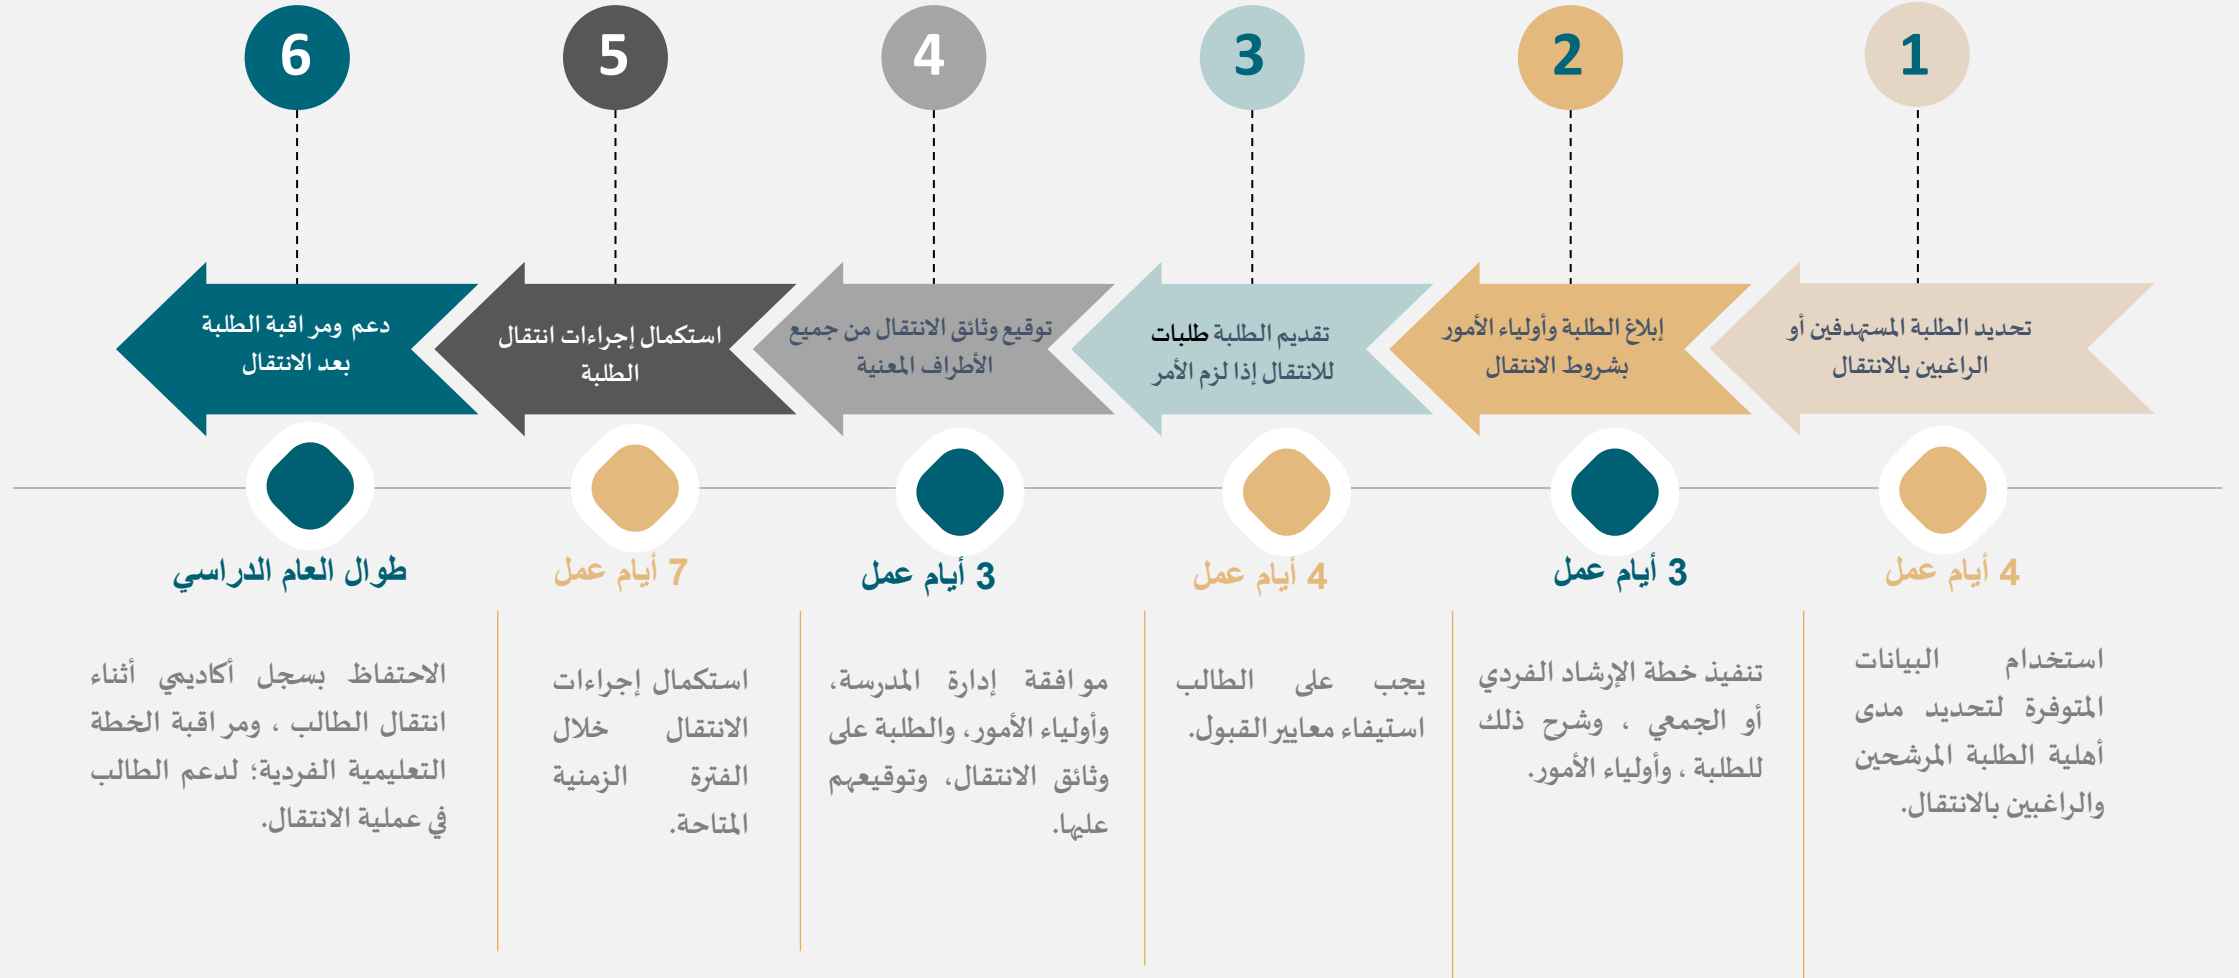 1
تحديد الطلبة المستهدفين أو
الراغبين بالانتقال
4 أيام عمل
استخدام البيانات
المتوفرة لتحديد مدى
أهلية الطلبة المرشحين
والراغبين بالانتقال.
2
إبلاغ الطلبة وأولياء الأمور
بشروط الانتقال
3 أيام عمل
تنفيذ خطة الإرشاد الفردي
أو الجمعي ، وشرح ذلك
للطلبة ، وأولياء الأمور.
3
تقديم الطلبة طلبات
للانتقال إذا لزم الأمر
4 أيام عمل
يجب على الطالب
استيفاء معايير القبول.
4
توقيع وثائق الانتقال من جميع
الأطراف المعنية
3 أيام عمل
موافقة إدارة المدرسة،
وأولياء الأمور، والطلبة على
وثائق الانتقال، وتوقيعهم
عليها.
5
استكمال إجراءات انتقال
الطلبة
7 أيام عمل
استكمال إجراءات
الانتقال خلال
الفترة الزمنية
المتاحة.
6
دعم ومراقبة الطلبة
بعد الانتقال
طوال العام الدراسي
الاحتفاظ بسجل أكاديمي أثناء
انتقال الطالب ، ومراقبة الخطة
التعليمية الفردية؛ لدعم الطالب
في عملية الانتقال.